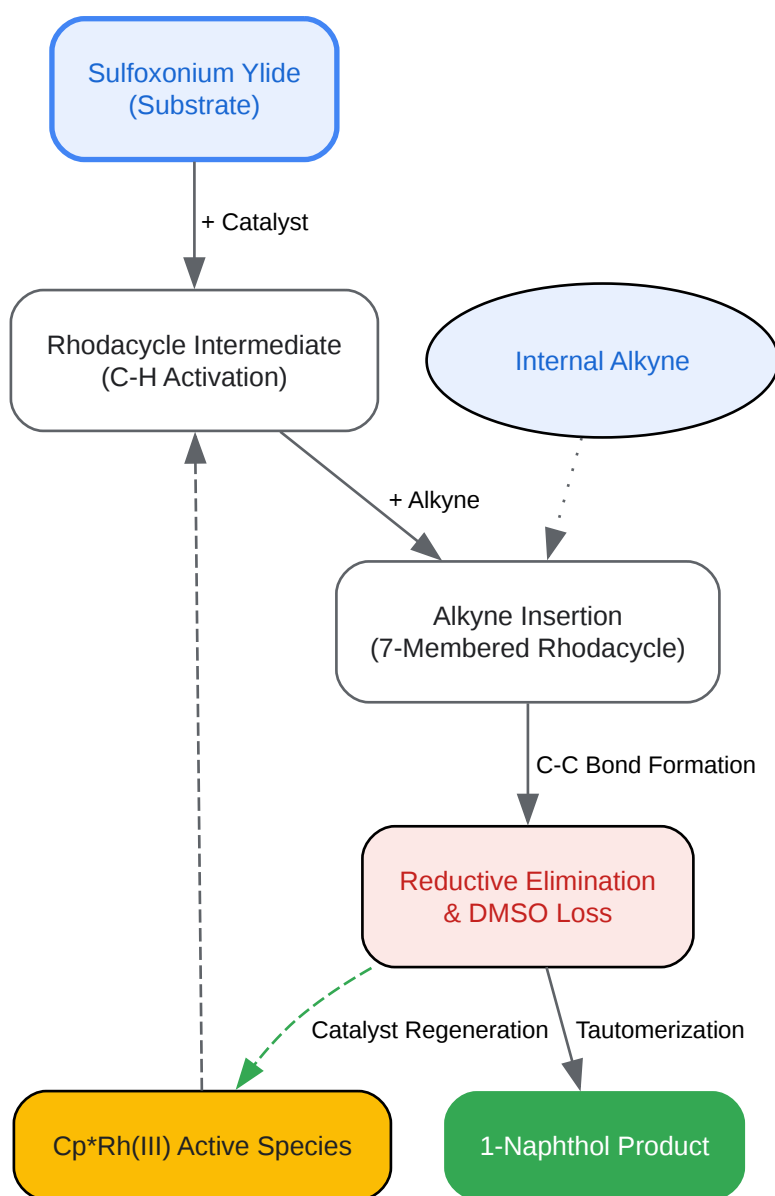 Sulfoxonium Ylide
(Substrate)
+ Catalyst
Rhodacycle Intermediate
(C-H Activation)
Internal Alkyne
+ Alkyne
Alkyne Insertion
(7-Membered Rhodacycle)
C-C Bond Formation
Reductive Elimination
& DMSO Loss
Catalyst Regeneration
Tautomerization
Cp*Rh(III) Active Species
1-Naphthol Product